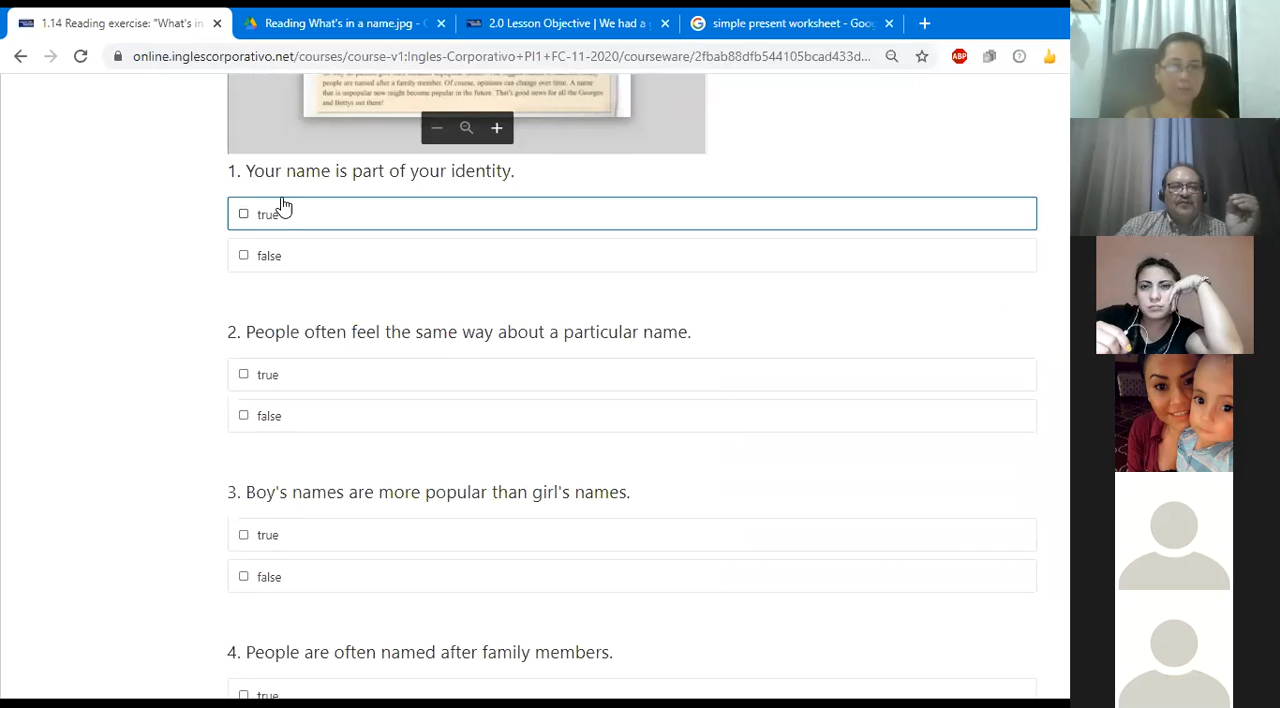 1.14 Reading exercise: "What's in
Reading What's in a name.jpg - G
2.0 Lesson Objective | We had a g
simple present worksheet - Goog
online.inglescorporativo.net/courses/course-v1:Ingles-Corporativo+PI1+FC-11-2020/courseware/2fbab88dfb544105bcad433d...
ABP
people are named after a family member. Of course, opinions can change over time. A name
that is unpopular now might become popular in the future. That's good news for all the Georges
and Bettys out there!
1. Your name is part of your identity.
true
false
2. People often feel the same way about a particular name.
true
false
3. Boy's names are more popular than girl's names.
true
false
4. People are often named after family members.
true